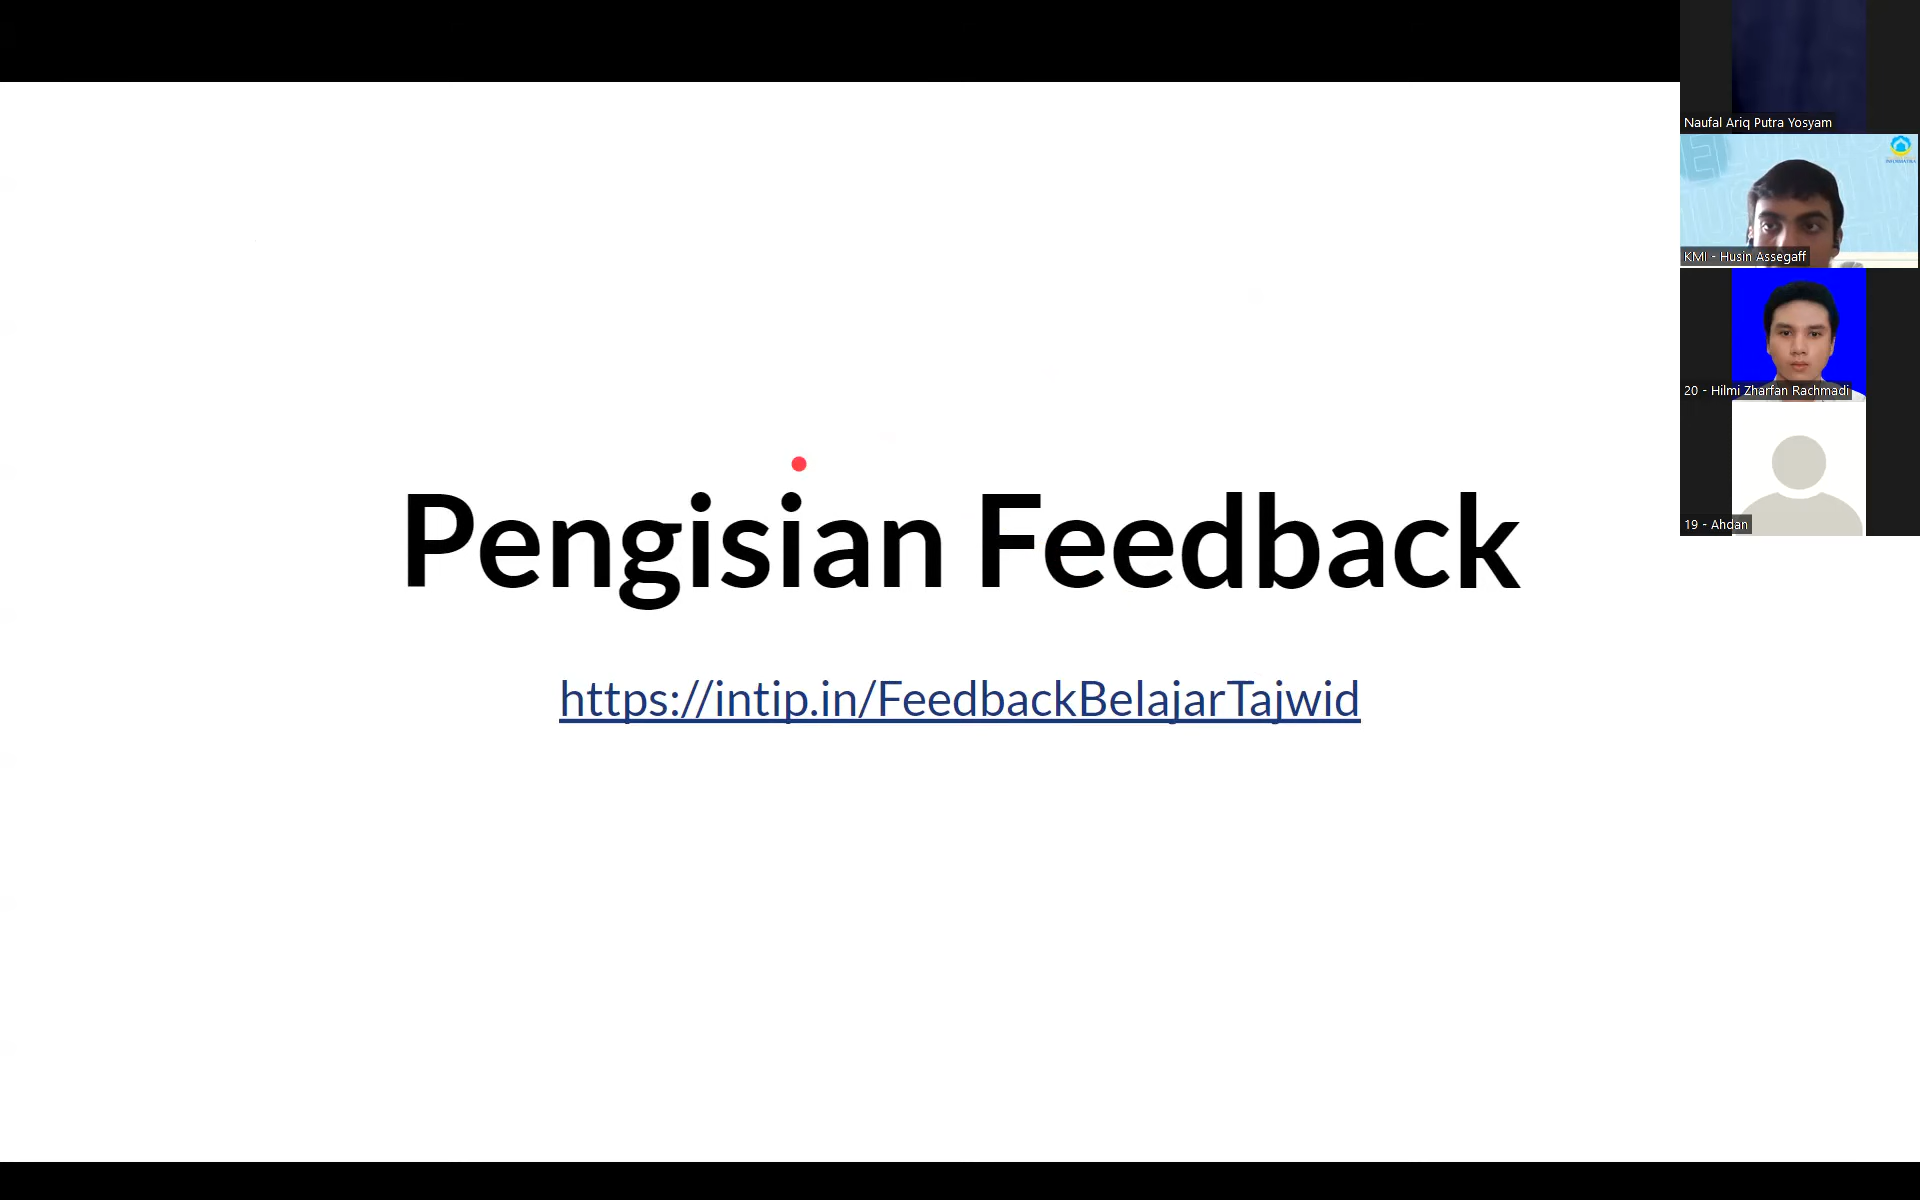 Pengisian Feedback
https://intip.in/FeedbackBelajarTajwid
Naufal Ariq Putra Yosyam
KMI - Husin Assegaff
20 - Hilmi Zharfan Rachmadi
19 - Ahdan